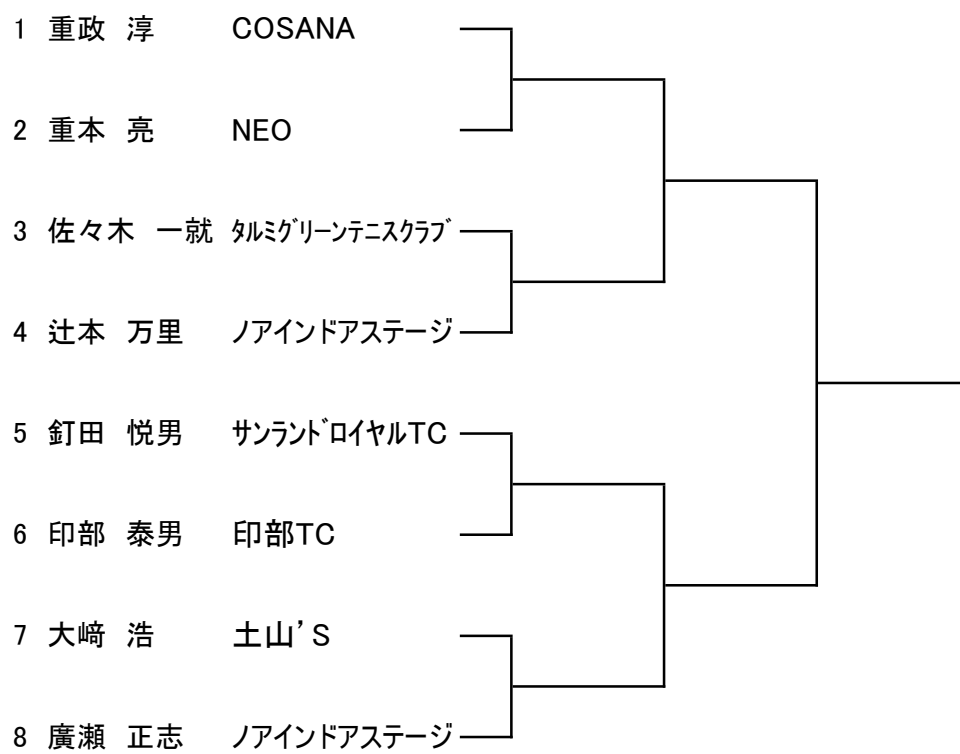 1 重政 淳 COSANA
2 重本 亮 NEO
3 佐々木 一就 ﾀﾙﾐｸﾞﾘｰﾝﾃﾆｽｸﾗﾌﾞ
4 辻本 万里 ノアインドアステージ
5 釘田 悦男 サンランドロイヤルTC
6 印部 泰男 印部TC
7 大﨑 浩 土山’S
8 廣瀬 正志 ノアインドアステージ